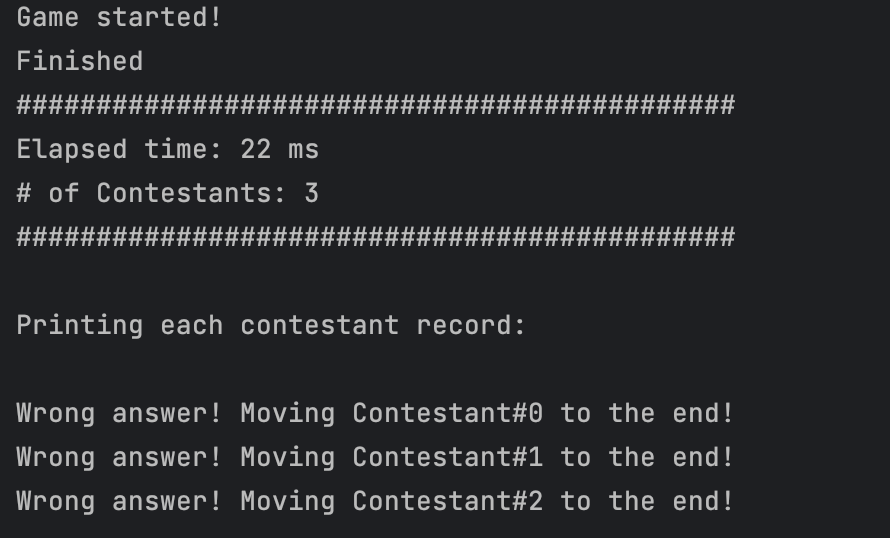 Game started!
Finished
#############################################
Elapsed time: 22 ms
# of Contestants: 3
#############################################
Printing each contestant record:
Wrong answer! Moving Contestant#0 to the end!
Wrong answer! Moving Contestant#1 to the end!
Wrong answer! Moving Contestant#2 to the end!